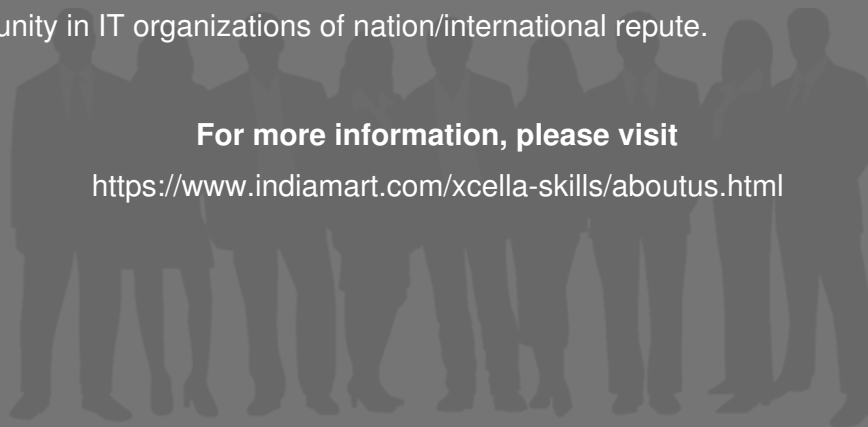 unity in IT organizations of nation/international repute.
For more information, please visit
https://www.indiamart.com/xcella-skills/aboutus.html